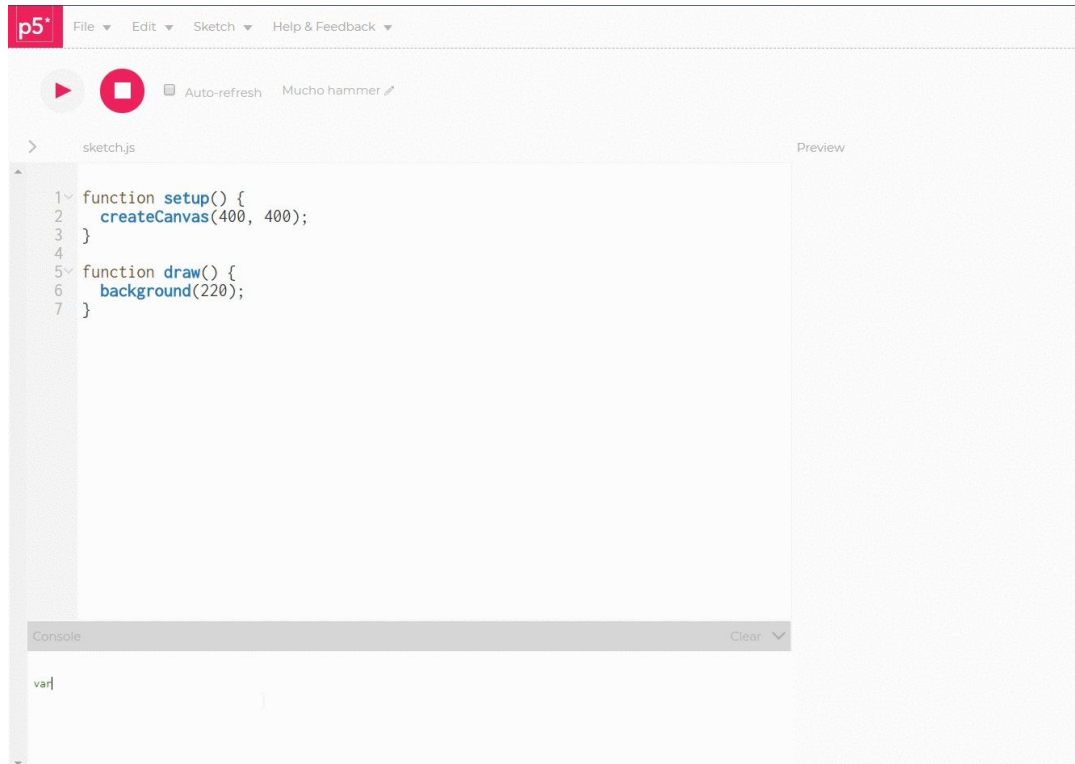 p5* File Edit Sketch Help & Feedback
Auto-refresh Mucho hammer
sketch.js Preview
1 function setup() {
2 createCanvas(400, 400);
3 }
4
5 function draw() {
6 background(220);
7 }
Console Clear
var